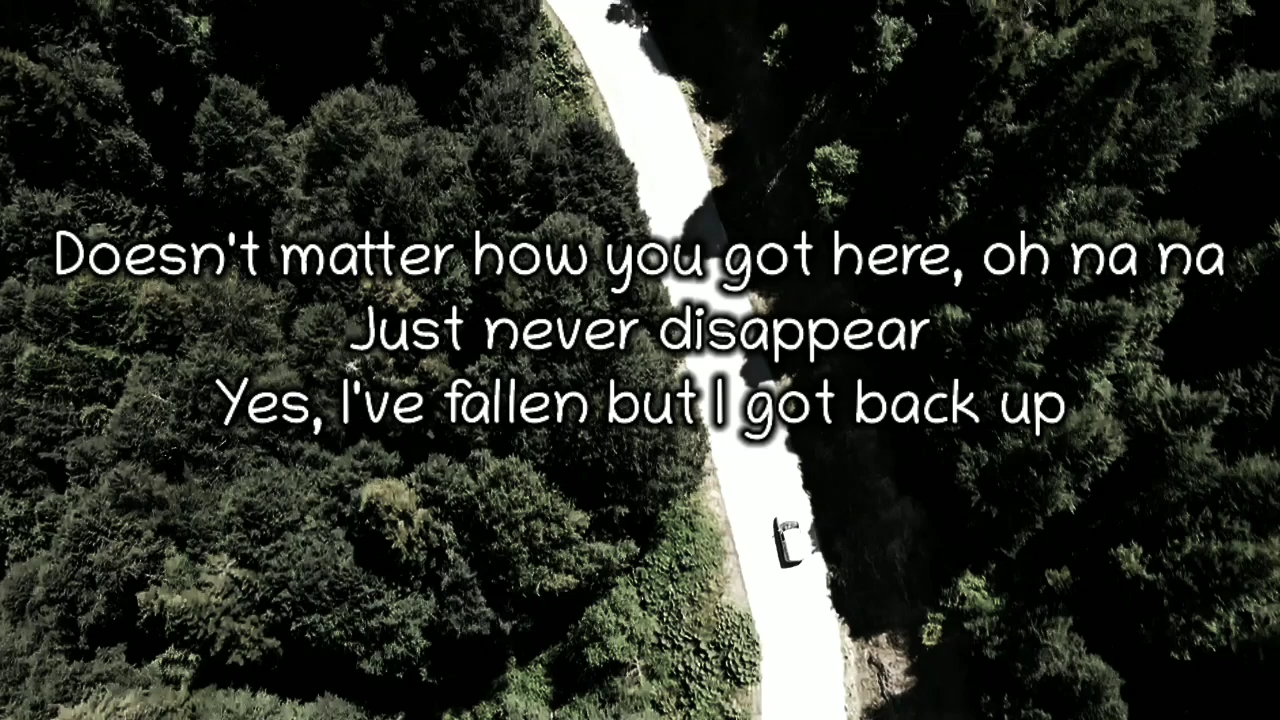 Doesn't matter how you got here, oh na na
Just never disappear
Yes, I've fallen but I got back up